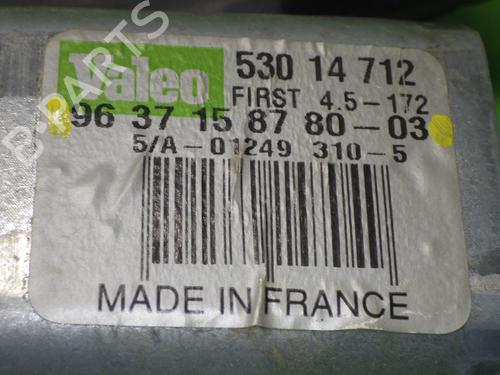 Valeo
530 14 712
FIRST 4.5-172
96 37 15 87 80-03
5/A-01249 310-5
MADE IN FRANCE
B-PARTS